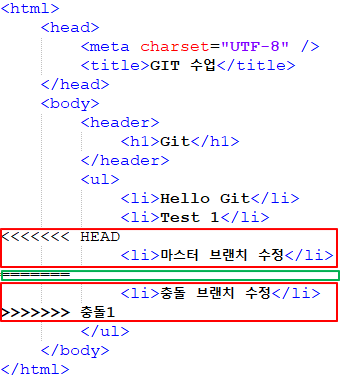 <html>
<head>
<meta charset="UTF-8" />
<title>GIT 수업</title>
</head>
<body>
<header>
<h1>Git</h1>
</header>
<ul>
<li>Hello Git</li>
<li>Test 1</li>
<<<<<<< HEAD
<li>마스터 브랜치 수정</li>
=======
<li>충돌 브랜치 수정</li>
>>>>>>> 충돌1
</ul>
</body>
</html>